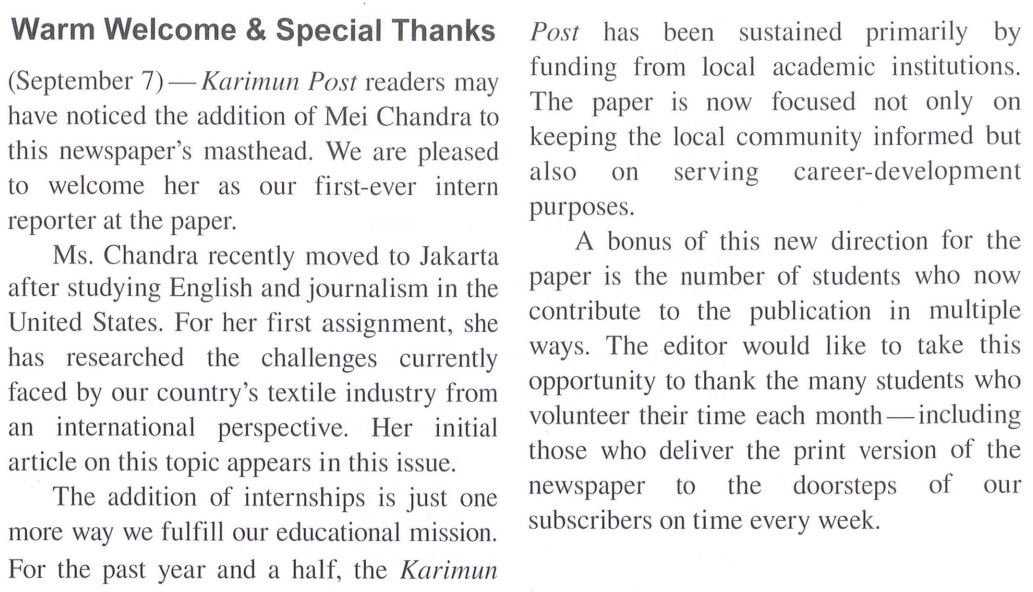 Warm Welcome & Special Thanks
(September 7)—Karimun Post readers may
have noticed the addition of Mei Chandra to
this newspaper's masthead. We are pleased
to welcome her as our first-ever intern
reporter at the paper.
Ms. Chandra recently moved to Jakarta
after studying English and journalism in the
United States. For her first assignment, she
has researched the challenges currently
faced by our country's textile industry from
an international perspective. Her initial
article on this topic appears in this issue.
The addition of internships is just one
more way we fulfill our educational mission.
For the past year and a half, the Karimun
Post has been sustained primarily by
funding from local academic institutions.
The paper is now focused not only on
keeping the local community informed but
also on serving career-development
purposes.
A bonus of this new direction for the
paper is the number of students who now
contribute to the publication in multiple
ways. The editor would like to take this
opportunity to thank the many students who
volunteer their time each month—including
those who deliver the print version of the
newspaper to the doorsteps of our
subscribers on time every week.